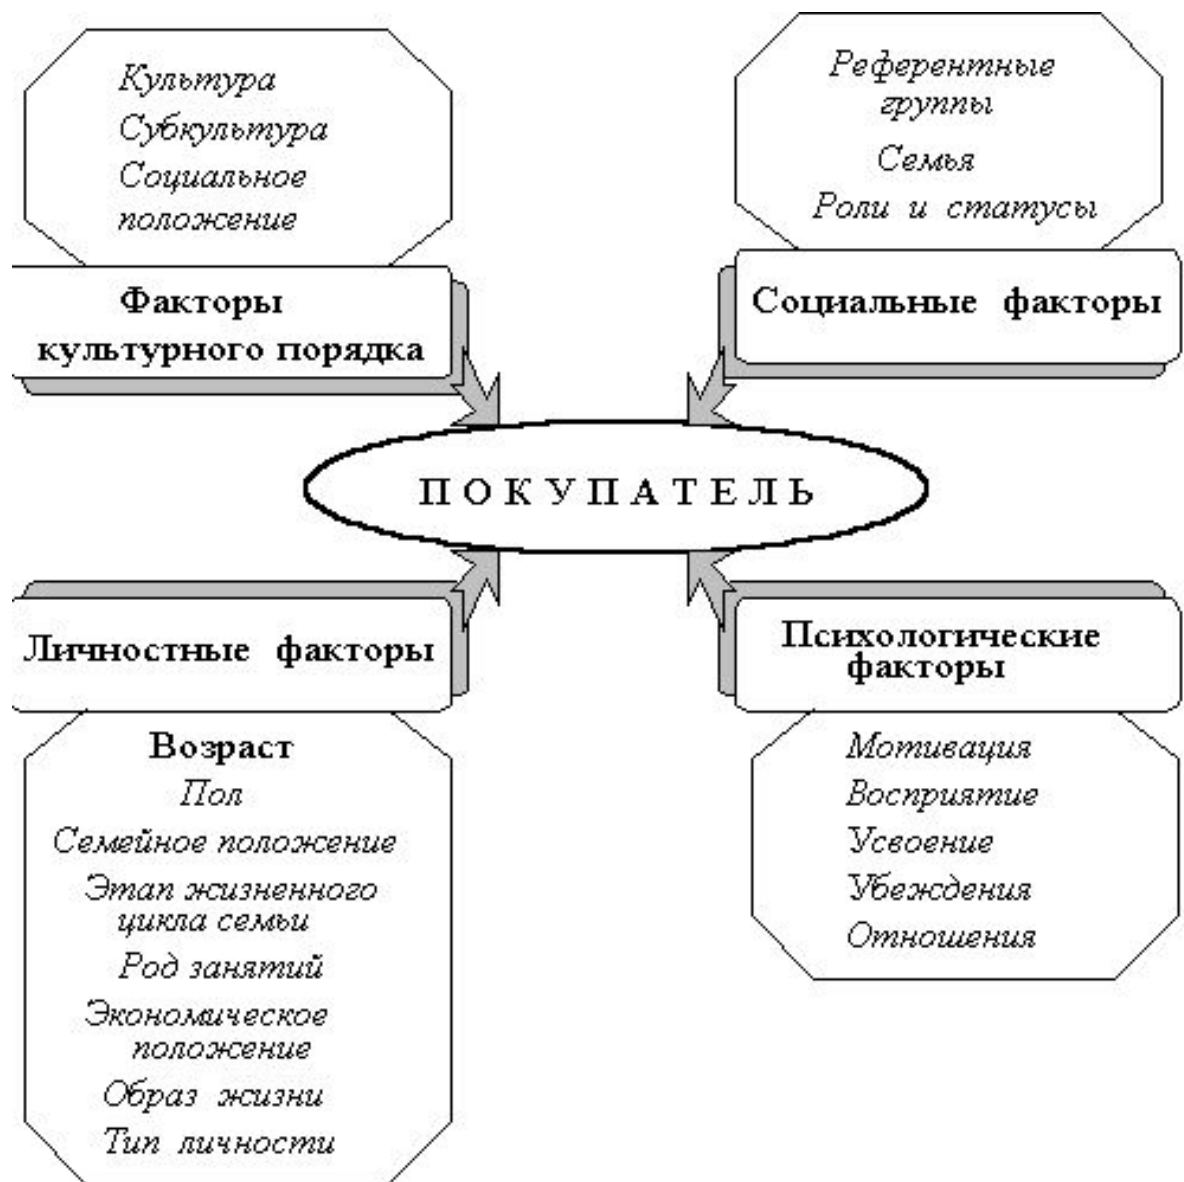 Культура
Субкультура
Социальное
положение
Факторы
культурного порядка
Референтные
группы
Семья
Роли и статусы
Социальные факторы
ПОКУПАТЕЛЬ
Личностные факторы
Возраст
Пол
Семейное положение
Этап жизненного
цикла семьи
Род занятий
Экономическое
положение
Образ жизни
Тип личности
Психологические
факторы
Мотивация
Восприятие
Усвоение
Убеждения
Отношения